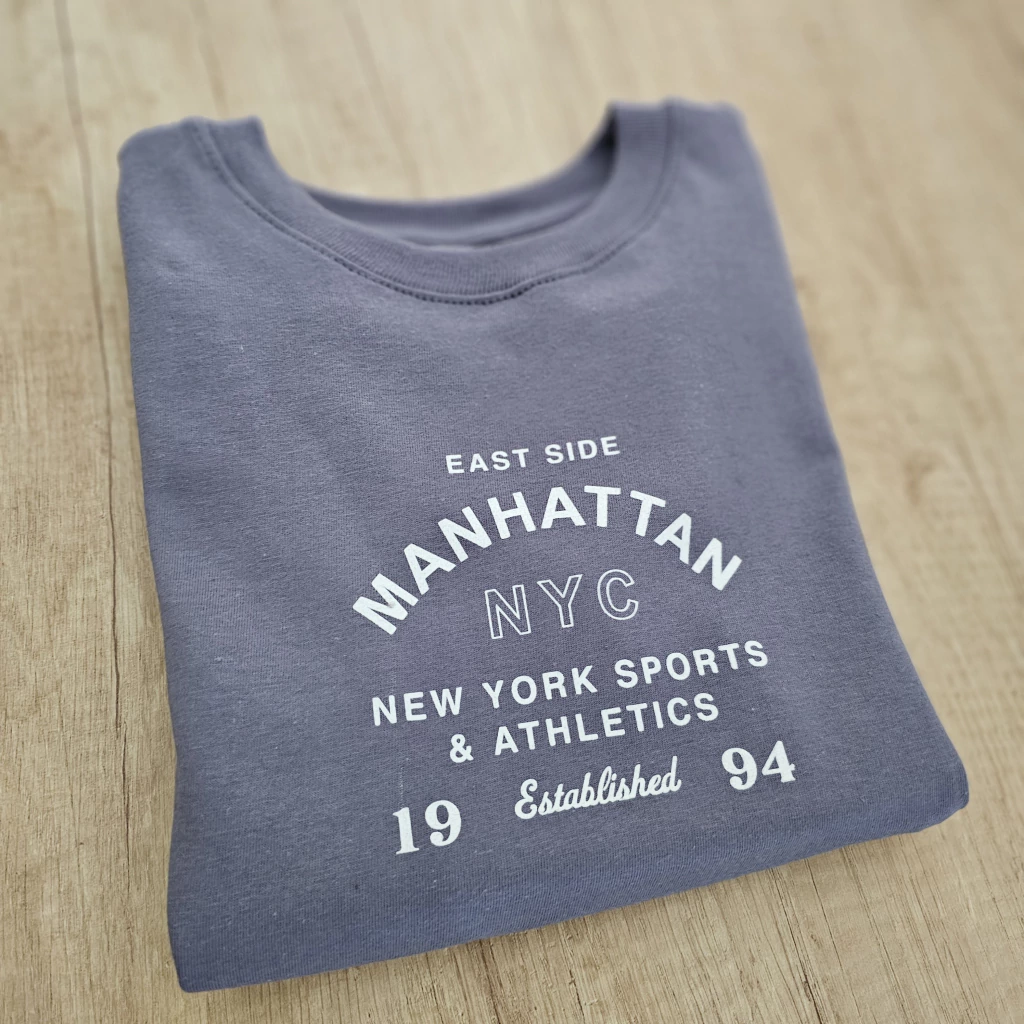 EAST SIDE
MANHATTAN
NYC
NEW YORK SPORTS
& ATHLETICS
19 Established 94